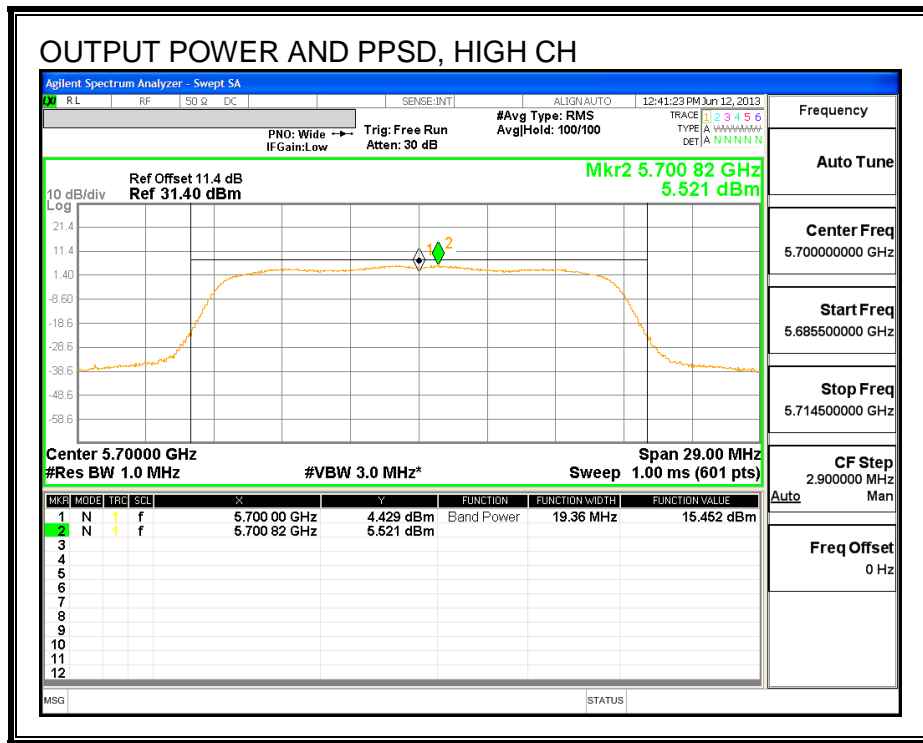 OUTPUT POWER AND PPSD, HIGH CH
Agilent Spectrum Analyzer - Swept SA
LXI RL RF 50 Ω DC SENSE:INT ALIGN AUTO 12:41:23 PM Jun 12, 2013
PNO: Wide Trig: Free Run #Avg Type: RMS TRACE 1 2 3 4 5 6
IFGain:Low Atten: 30 dB Avg|Hold: 100/100 TYPE A WWWWW
DET A N N N N N
Frequency
Mkr2 5.700 82 GHz
5.521 dBm
Ref Offset 11.4 dB
10 dB/div Ref 31.40 dBm
Log
21.4
11.4
1.40
-8.60
-18.6
-28.6
-38.6
-48.6
-58.6
1 2
Center 5.70000 GHz Span 29.00 MHz
#Res BW 1.0 MHz #VBW 3.0 MHz* Sweep 1.00 ms (601 pts)
MKR MODE TRC SCL X Y FUNCTION FUNCTION WIDTH FUNCTION VALUE
1 N 1 f 5.700 00 GHz 4.429 dBm Band Power 19.36 MHz 15.452 dBm
2 N 1 f 5.700 82 GHz 5.521 dBm
3
4
5
6
7
8
9
10
11
12
MSG STATUS
Auto Tune
Center Freq
5.700000000 GHz
Start Freq
5.685500000 GHz
Stop Freq
5.714500000 GHz
CF Step
2.900000 MHz
Auto Man
Freq Offset
0 Hz